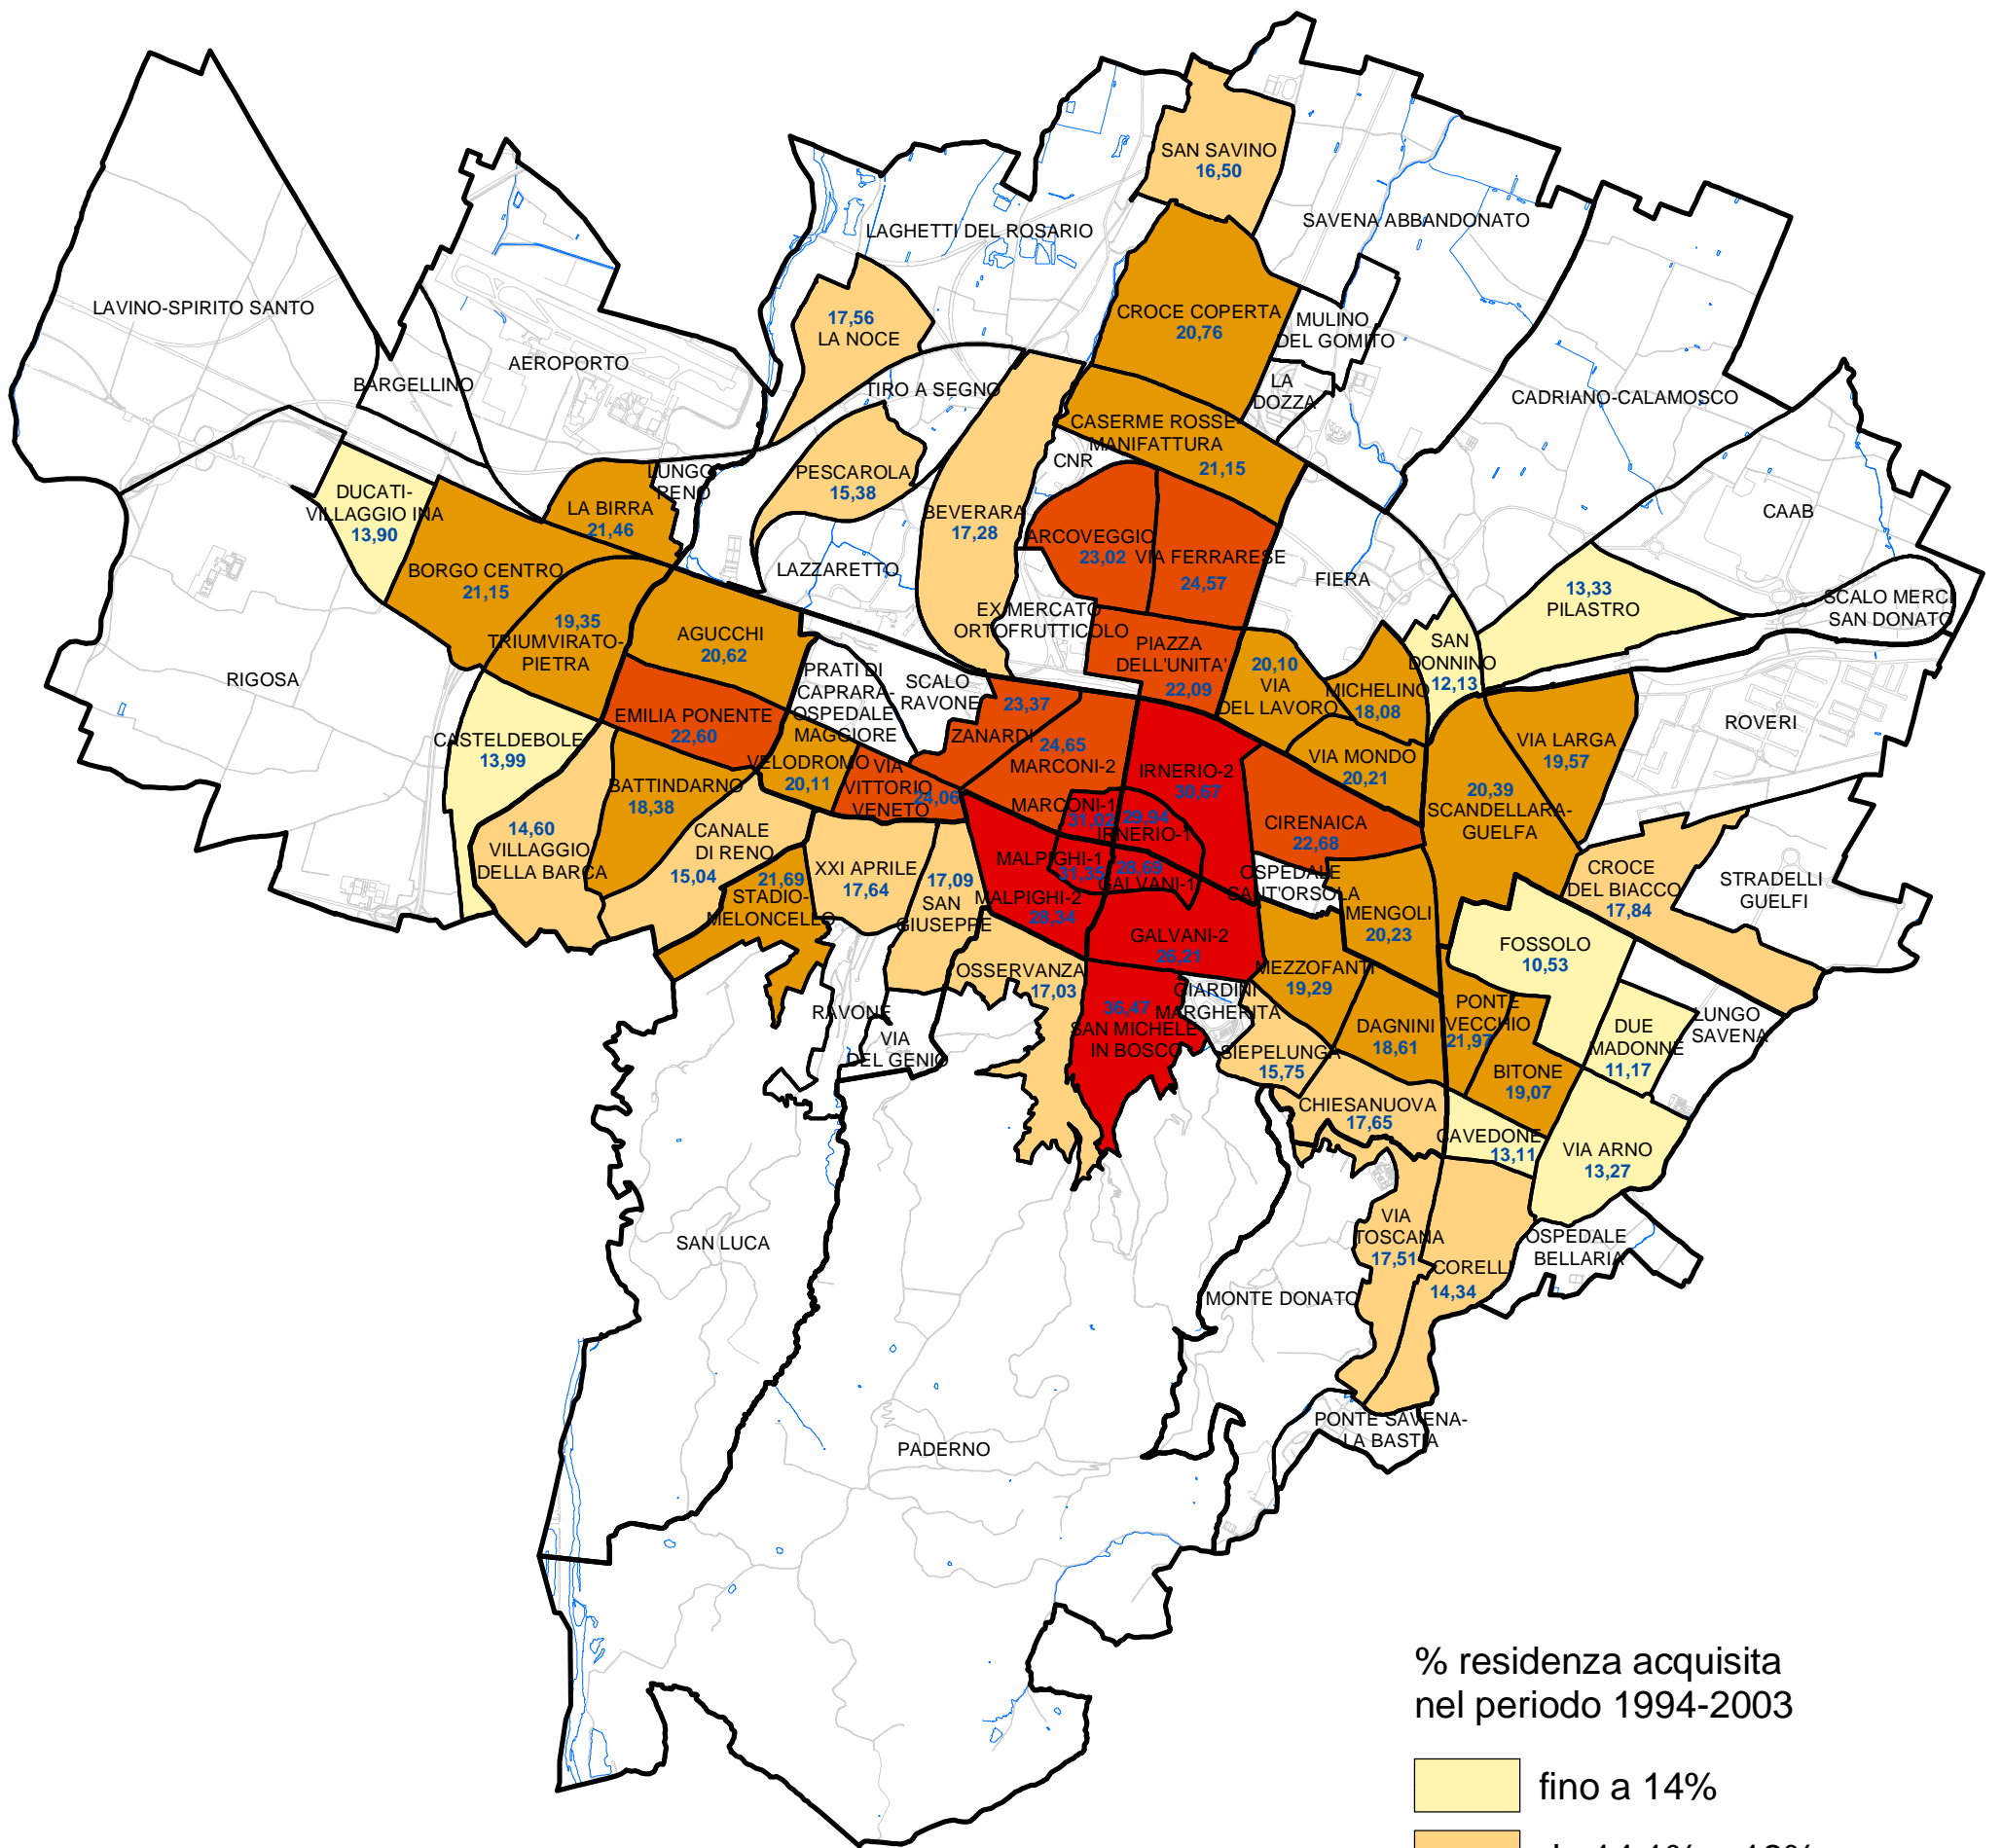 SAN SAVINO
16,50
LAGHETTI DEL ROSARIO
SAVENA ABBANDONATO
LAVINO-SPIRITO SANTO
17,56
LA NOCE
CROCE COPERTA
20,76
MULINO
DEL GOMITO
AEROPORTO
BARGELLINO
TIRO A SEGNO
LA
DOZZA
CADRIANO-CALAMOSCO
CASERME ROSSE-
MANIFATTURA
21,15
CNR
LUNGO
RENO
PESCAROLA
15,38
DUCATI-
VILLAGGIO INA
13,90
LA BIRRA
21,46
BEVERARA
17,28
ARCOVEGGIO
23,02
VIA FERRARESE
24,57
CAAB
BORGO CENTRO
21,15
LAZZARETTO
FIERA
13,33
PILASTRO
SCALO MERCI
SAN DONATO
EX MERCATO
ORTOFRUTTICOLO
19,35
TRIUMVIRATO-
PIETRA
AGUCCHI
20,62
PIAZZA
DELL'UNITA'
22,09
20,10
VIA
DEL LAVORO
SAN
DONNINO
12,13
RIGOSA
PRATI DI
CAPRARA-
OSPEDALE
MAGGIORE
SCALO
RAVONE
MICHELINO
18,08
23,37
ZANARDI
EMILIA PONENTE
22,60
ROVERI
CASTELDEBOLE
13,99
24,65
MARCONI-2
VIA LARGA
19,57
VELODROMO
20,11
VIA
VITTORIO
VENETO
24,06
IRNERIO-2
30,67
VIA MONDO
20,21
BATTINDARNO
18,38
20,39
SCANDELLARA-
GUELFA
MARCONI-1
31,02
29,94
IRNERIO-1
CIRENAICA
22,68
14,60
VILLAGGIO
DELLA BARCA
CANALE
DI RENO
15,04
XXI APRILE
17,64
MALPIGHI-1
31,35
28,69
GALVANI-1
OSPEDALE
SANT'ORSOLA
CROCE
DEL BIACCO
17,84
STRADELLI
GUELFI
21,69
STADIO-
MELONCELLO
17,09
SAN
GIUSEPPE
MALPIGHI-2
28,34
MENGOLI
20,23
GALVANI-2
26,21
FOSSOLO
10,53
OSSERVANZA
17,03
MEZZOFANTI
19,29
GIARDINI
MARGHERITA
36,47
SAN MICHELE
IN BOSCO
RAVONE
VIA
DEL GENIO
DAGNINI
18,61
PONTE
VECCHIO
21,97
LUNGO
SAVENA
DUE
MADONNE
11,17
SIEPELUNGA
15,75
BITONE
19,07
CHIESANUOVA
17,65
CAVEDONE
13,11
VIA ARNO
13,27
SAN LUCA
VIA
TOSCANA
17,51
OSPEDALE
BELLARIA
CORELLI
14,34
MONTE DONATO
PONTE SAVENA-
LA BASTIA
PADERNO
% residenza acquisita
nel periodo 1994-2003
fino a 14%